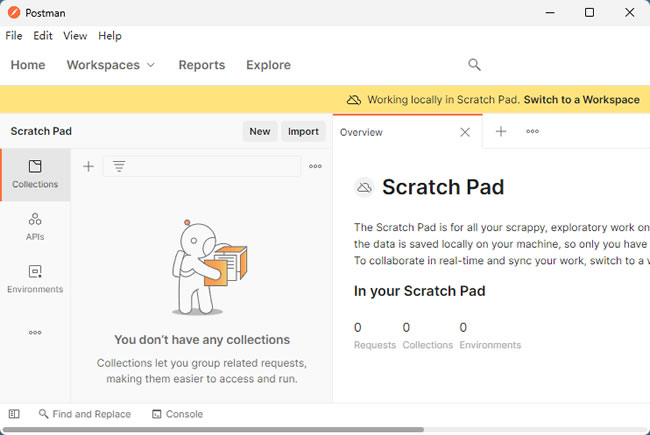 Postman
File Edit View Help
Home Workspaces Reports Explore
Working locally in Scratch Pad. Switch to a Workspace
Scratch Pad
New
Import
Overview
Collections
APIs
Environments
You don't have any collections
Collections let you group related requests,
making them easier to access and run.
Scratch Pad
The Scratch Pad is for all your scrappy, exploratory work on
the data is saved locally on your machine, so only you have
To collaborate in real-time and sync your work, switch to a
In your Scratch Pad
0 0 0
Requests Collections Environments
Find and Replace
Console